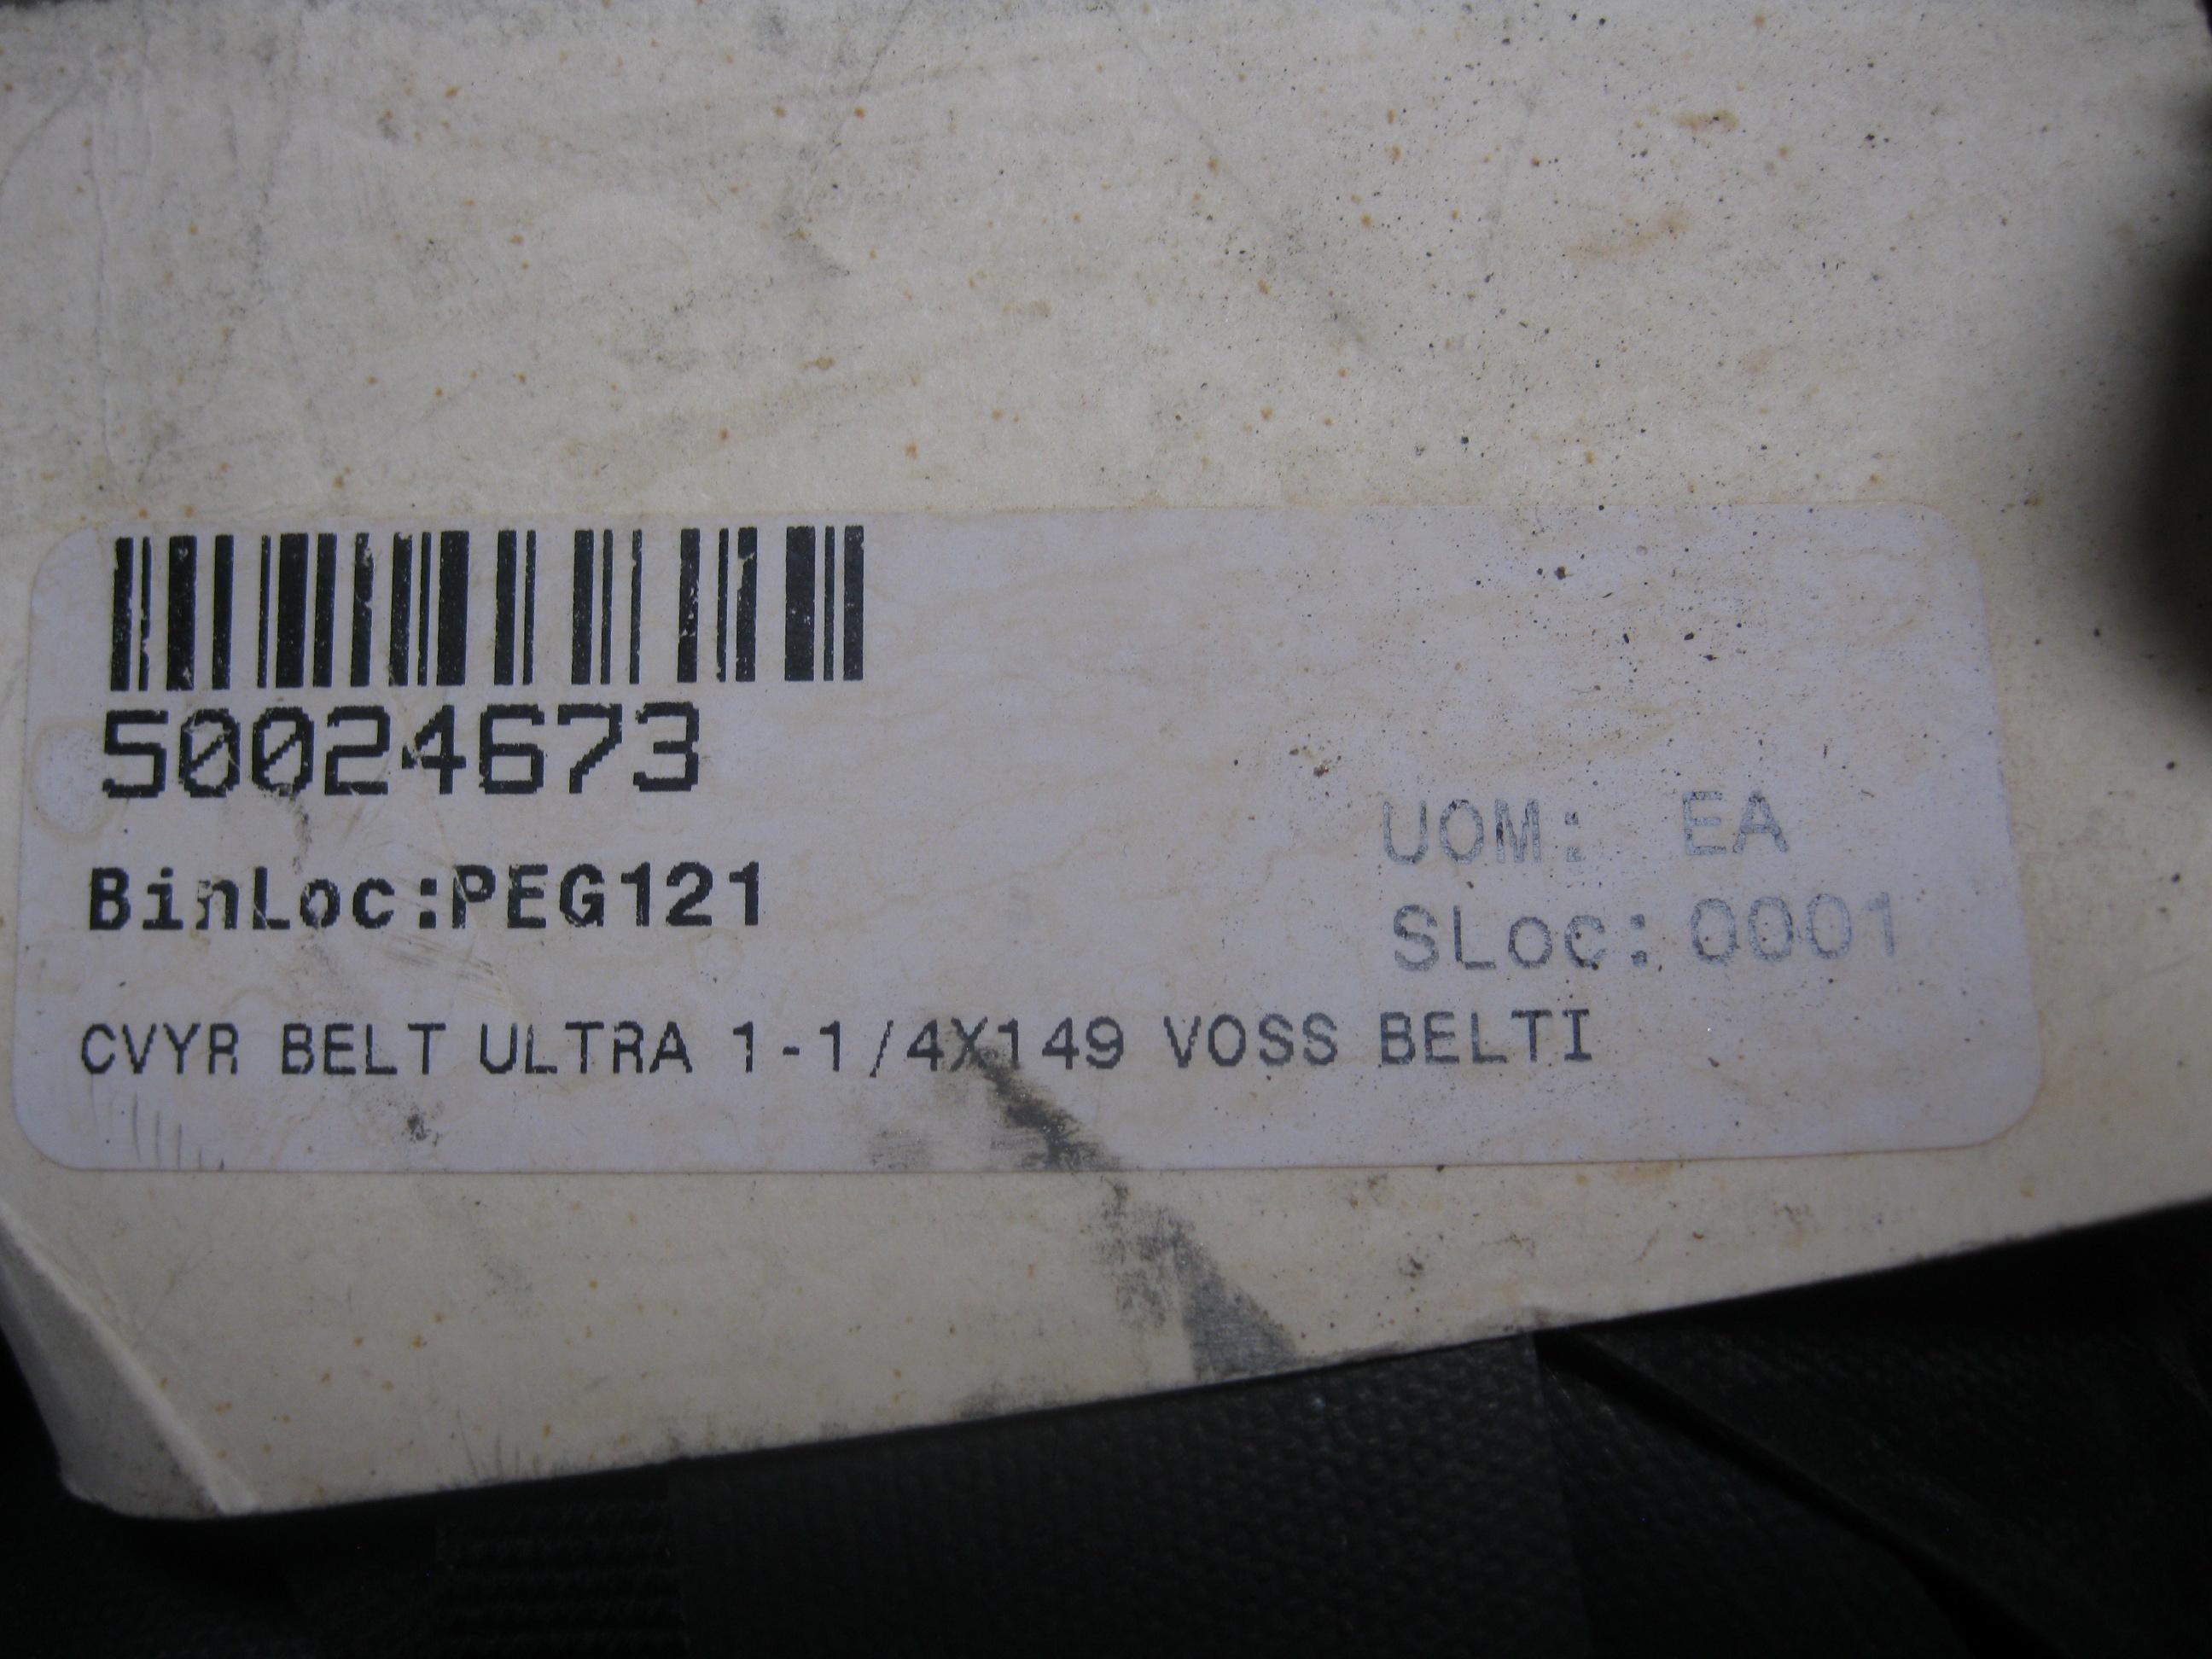 50024673
UOM: EA
BinLoc:PEG121
SLoc: 0001
CVYR BELT ULTRA 1-1/4X149 VOSS BELTI